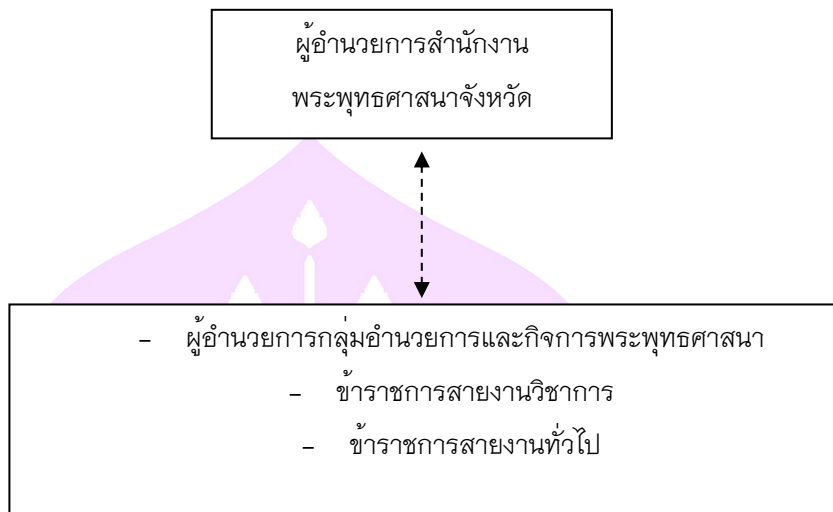 ผู้อำนวยการสำนักงาน
พระพุทธศาสนาจังหวัด
- ผู้อำนวยการกลุ่มอำนวยการและกิจการพระพุทธศาสนา
- ข้าราชการสายงานวิชาการ
- ข้าราชการสายงานทั่วไป